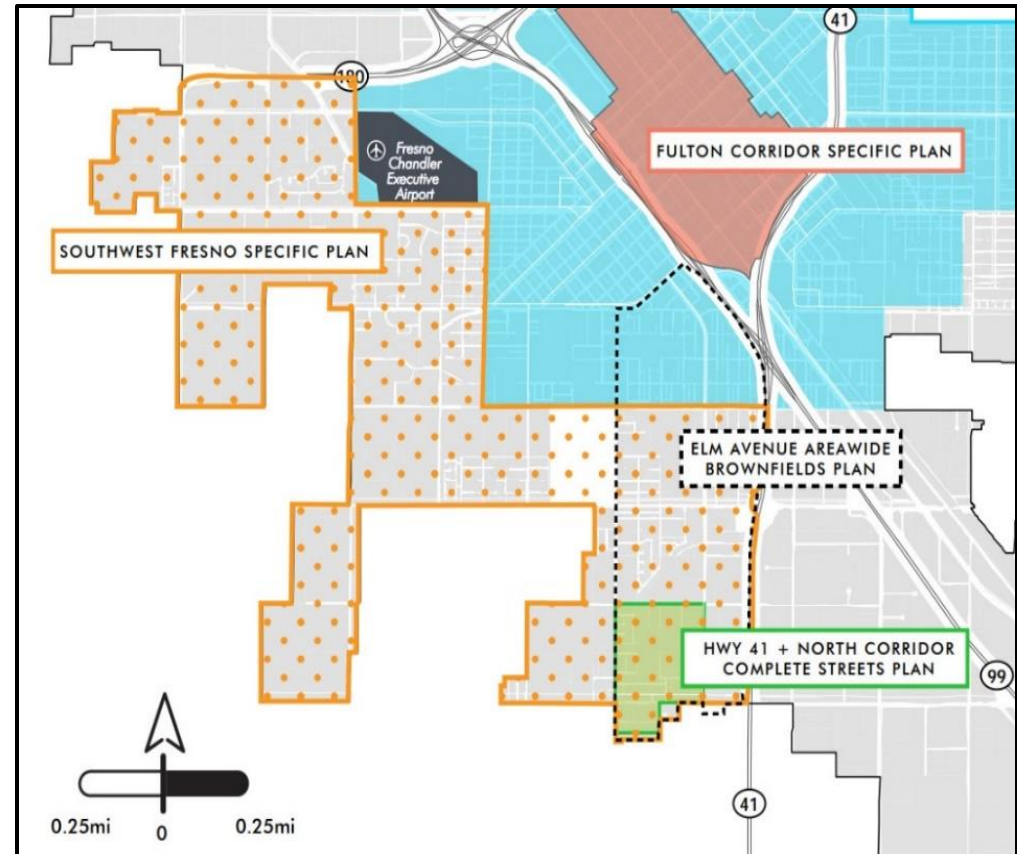 41
180
Fresno
Chandler
Executive
Airport
FULTON CORRIDOR SPECIFIC PLAN
SOUTHWEST FRESNO SPECIFIC PLAN
ELM AVENUE AREAWIDE
BROWNFIELDS PLAN
HWY 41 + NORTH CORRIDOR
COMPLETE STREETS PLAN
99
41
0.25mi 0 0.25mi